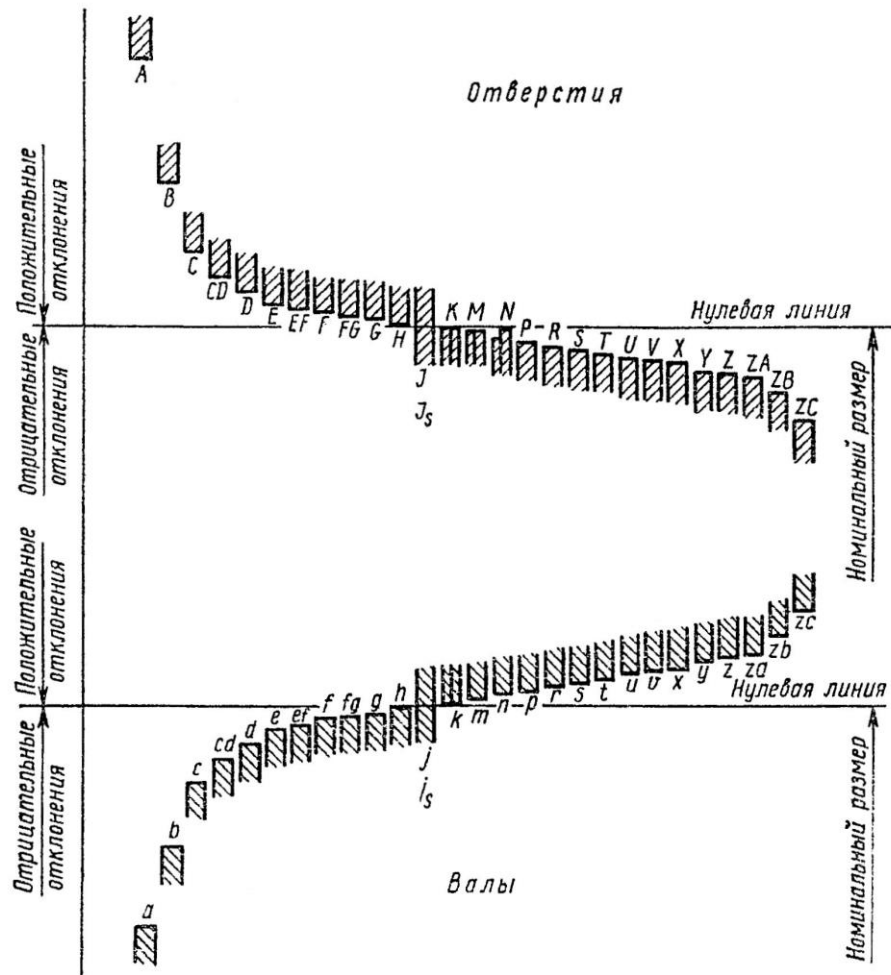 A
Отверстия
B
C
CD
D
E
EF
F
FG
G
H
J
Js
K
M
N
P
R
S
T
U
V
X
Y
Z
ZA
ZB
ZC
Нулевая линия
Положительные
отклонения
Отрицательные
отклонения
Номинальный размер
Положительные
отклонения
Отрицательные
отклонения
a
b
c
cd
d
e
ef
f
fg
g
h
j
js
k
m
n
p
r
s
t
u
v
x
y
z
za
zb
zc
Нулевая линия
Номинальный размер
Валы